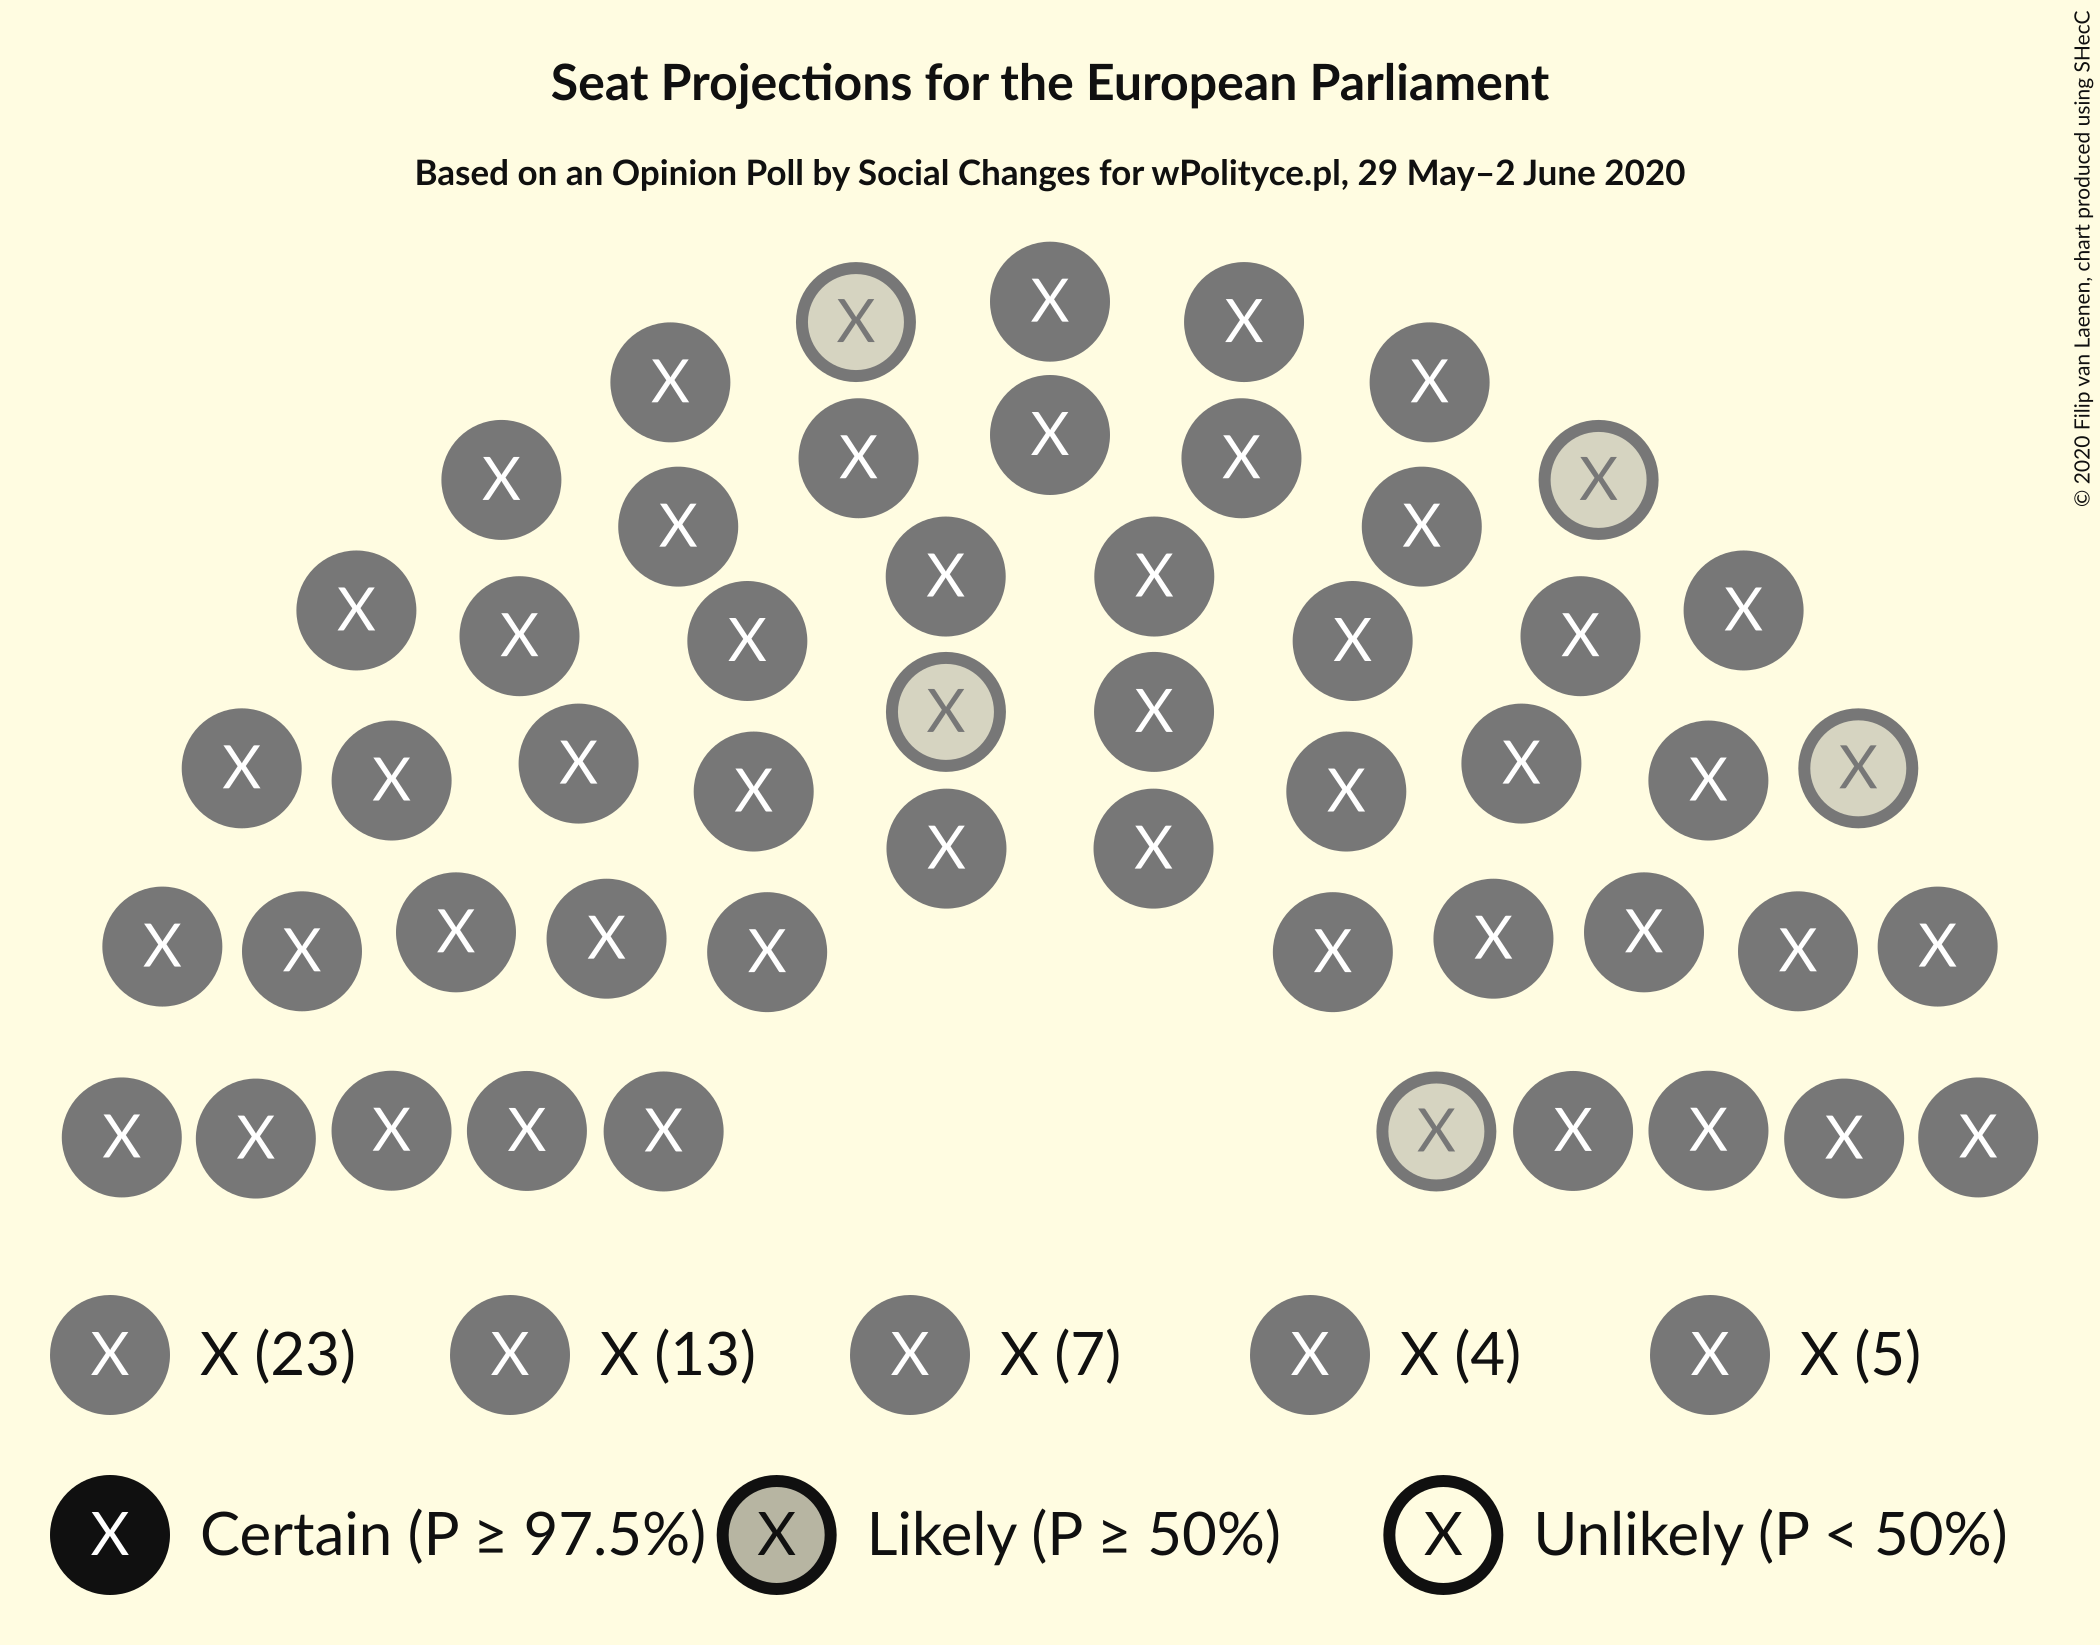 Seat Projections for the European Parliament
Based on an Opinion Poll by Social Changes for wPolityce.pl, 29 May–2 June 2020
© 2020 Filip van Laenen, chart produced using SHecC
X
X X
X X
X
X X
X X
X X
X X
X X
X X
X X
X X
X X
X X X X
X X
X X
X X
X X
X X
X X
X X
X X
X X X X
X X X X
X X X X X X
X X X X
X X (23) X X (13) X X (7) X X (4) X X (5)
X Certain (P ≥ 97.5%) X Likely (P ≥ 50%) X Unlikely (P < 50%)